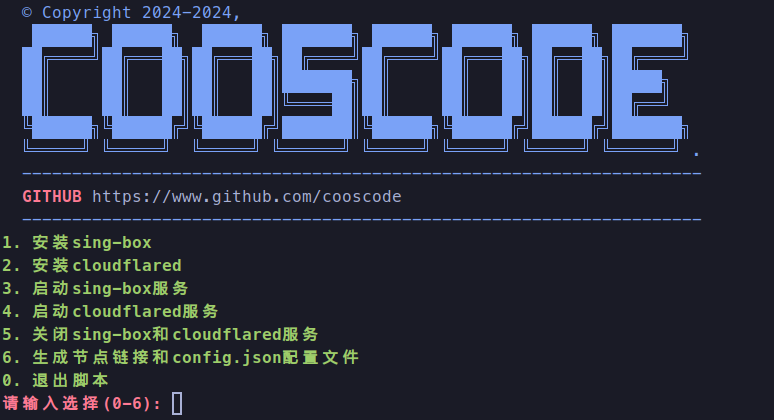 © Copyright 2024-2024,
COOSCODE.
GITHUB https://www.github.com/cooscode
1. 安装sing-box
2. 安装cloudflared
3. 启动sing-box服务
4. 启动cloudflared服务
5. 关闭sing-box和cloudflared服务
6. 生成节点链接和config.json配置文件
0. 退出脚本
请输入选择(0-6):